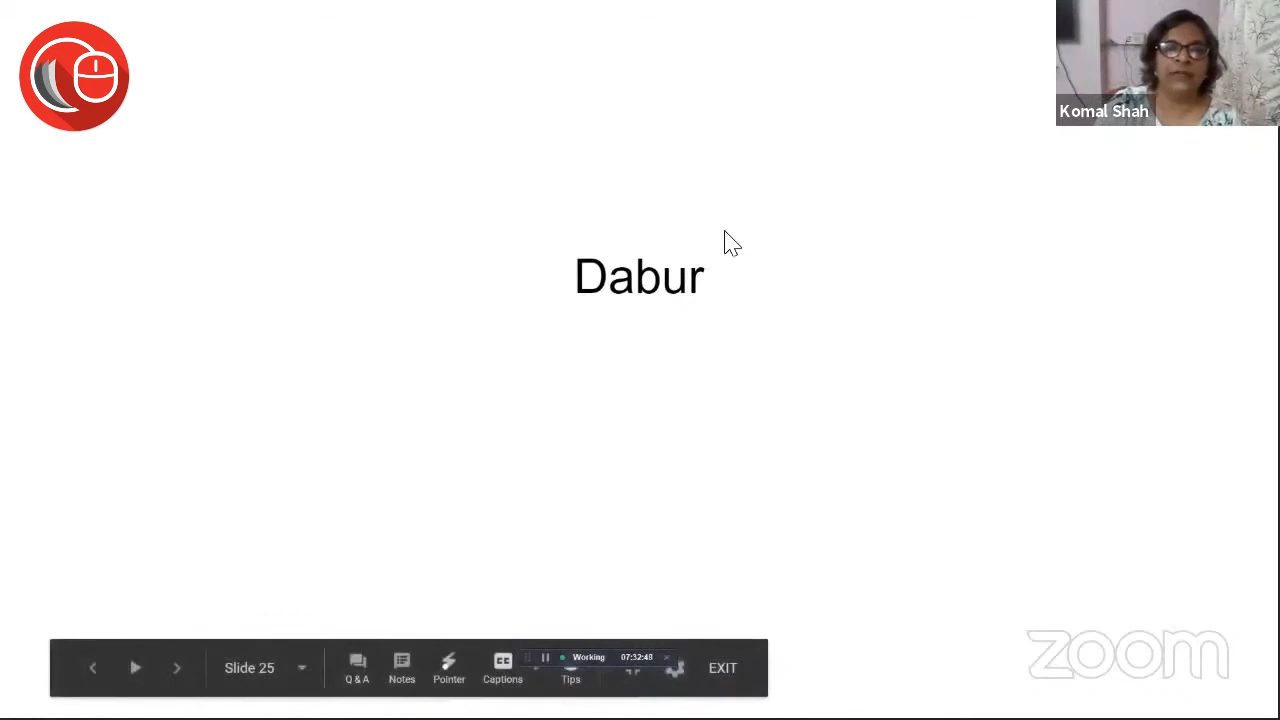 Komal Shah
Dabur
Slide 25
Q & A
Notes
Pointer
Captions
Working
07:32:48
Tips
EXIT
zoom